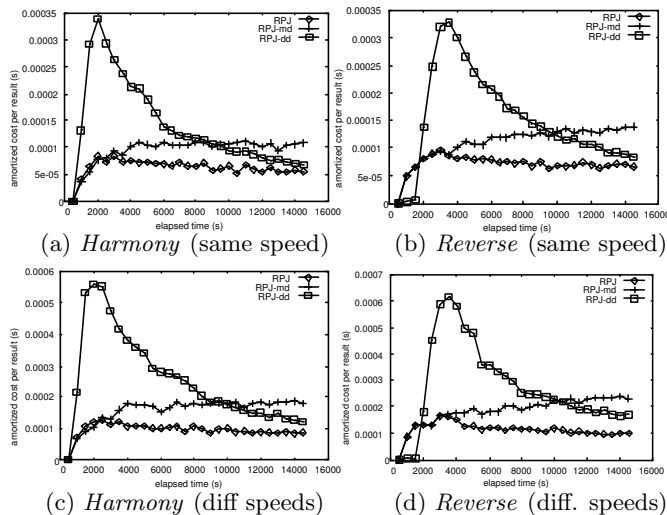 amortized cost per result (s)
0.00035
0.0003
0.00025
0.0002
0.00015
0.0001
5e-05
0
RPJ
RPJ-md
RPJ-dd
0 2000 4000 6000 8000 10000 12000 14000 16000
elapsed time (s)
(a) Harmony (same speed)
amortized cost per result (s)
0.00035
0.0003
0.00025
0.0002
0.00015
0.0001
5e-05
0
RPJ
RPJ-md
RPJ-dd
0 2000 4000 6000 8000 10000 12000 14000 16000
elapsed time (s)
(b) Reverse (same speed)
amortized cost per result (s)
0.0006
0.0005
0.0004
0.0003
0.0002
0.0001
0
RPJ
RPJ-md
RPJ-dd
0 2000 4000 6000 8000 10000 12000 14000 16000
elapsed time (s)
(c) Harmony (diff speeds)
amortized cost per result (s)
0.0007
0.0006
0.0005
0.0004
0.0003
0.0002
0.0001
0
RPJ
RPJ-md
RPJ-dd
0 2000 4000 6000 8000 10000 12000 14000 16000
elapsed time (s)
(d) Reverse (diff. speeds)